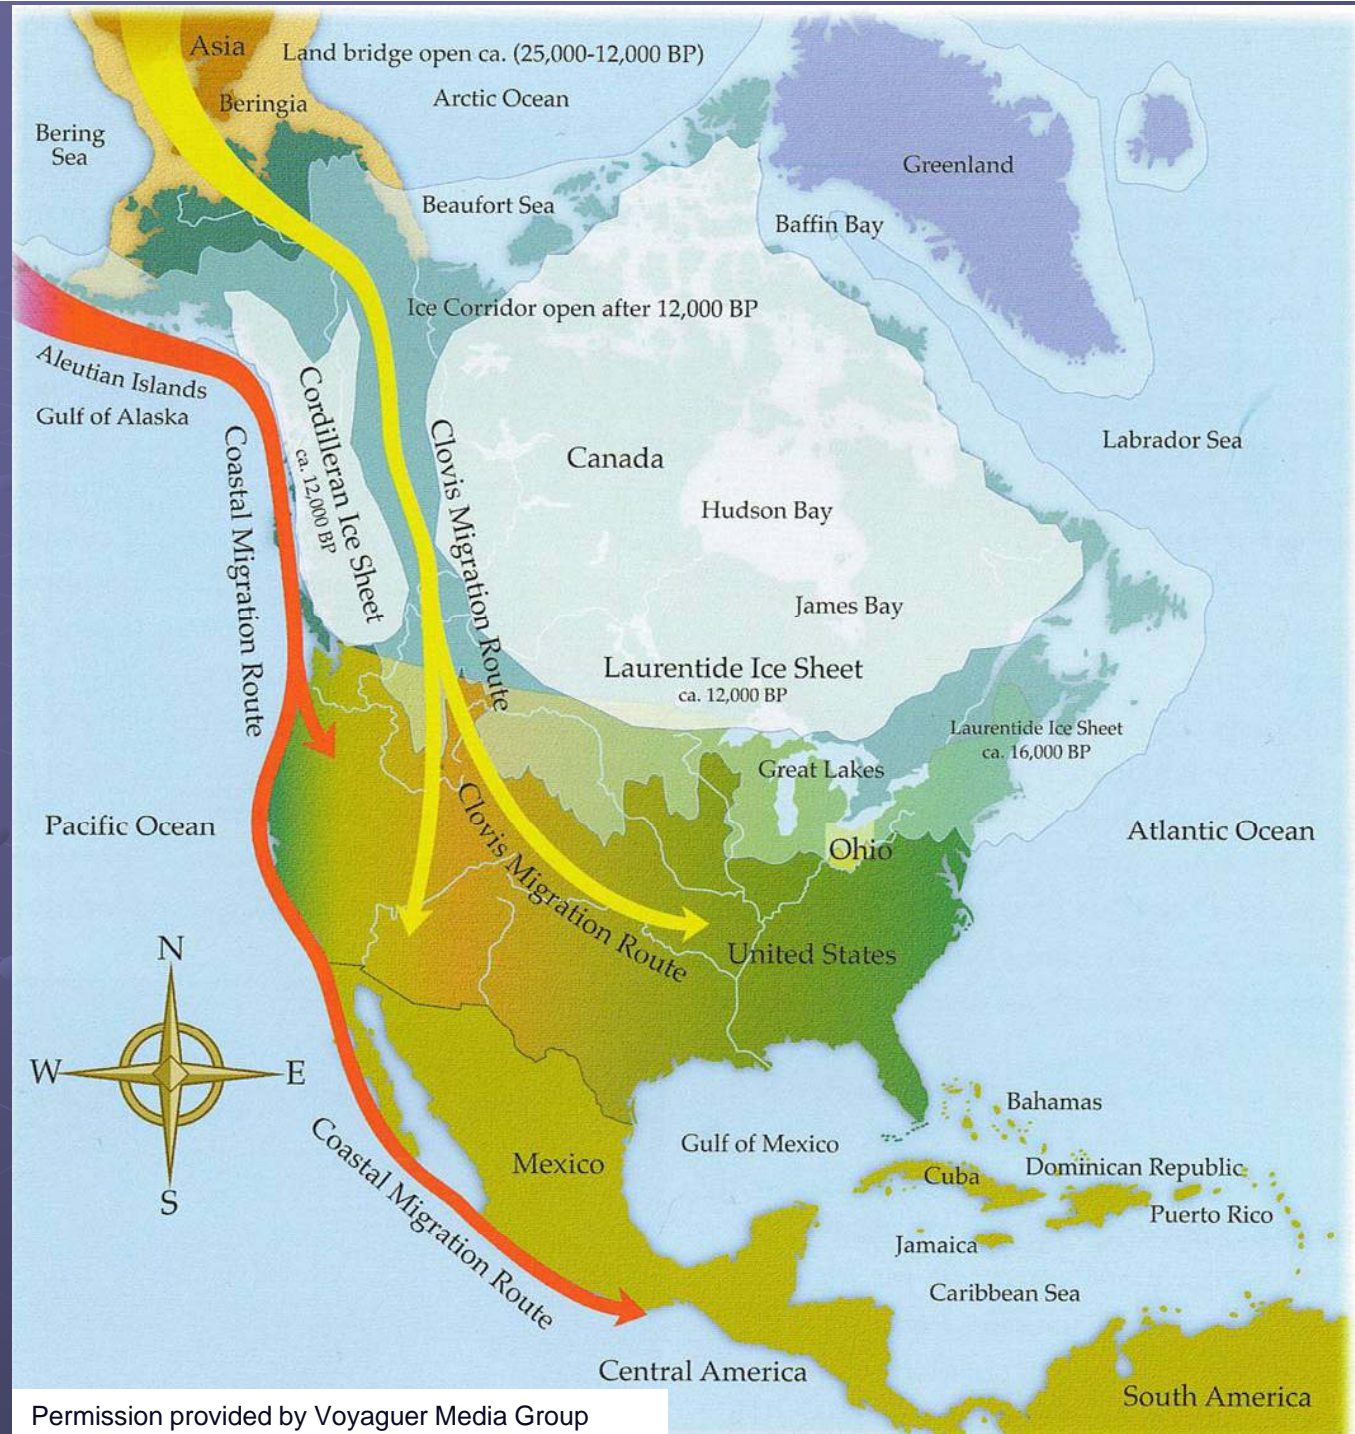 Asia
Land bridge open ca. (25,000-12,000 BP)
Beringia
Arctic Ocean
Bering
Sea
Greenland
Beaufort Sea
Baffin Bay
Ice Corridor open after 12,000 BP
Aleutian Islands
Gulf of Alaska
Cordilleran Ice Sheet
ca. 12,000 BP
Coastal Migration Route
Clovis Migration Route
Canada
Labrador Sea
Hudson Bay
James Bay
Laurentide Ice Sheet
ca. 12,000 BP
Laurentide Ice Sheet
ca. 16,000 BP
Great Lakes
Pacific Ocean
Clovis Migration Route
Ohio
Atlantic Ocean
United States
N
W
E
S
Bahamas
Gulf of Mexico
Mexico
Cuba
Dominican Republic
Puerto Rico
Jamaica
Coastal Migration Route
Caribbean Sea
Central America
South America
Permission provided by Voyaguer Media Group